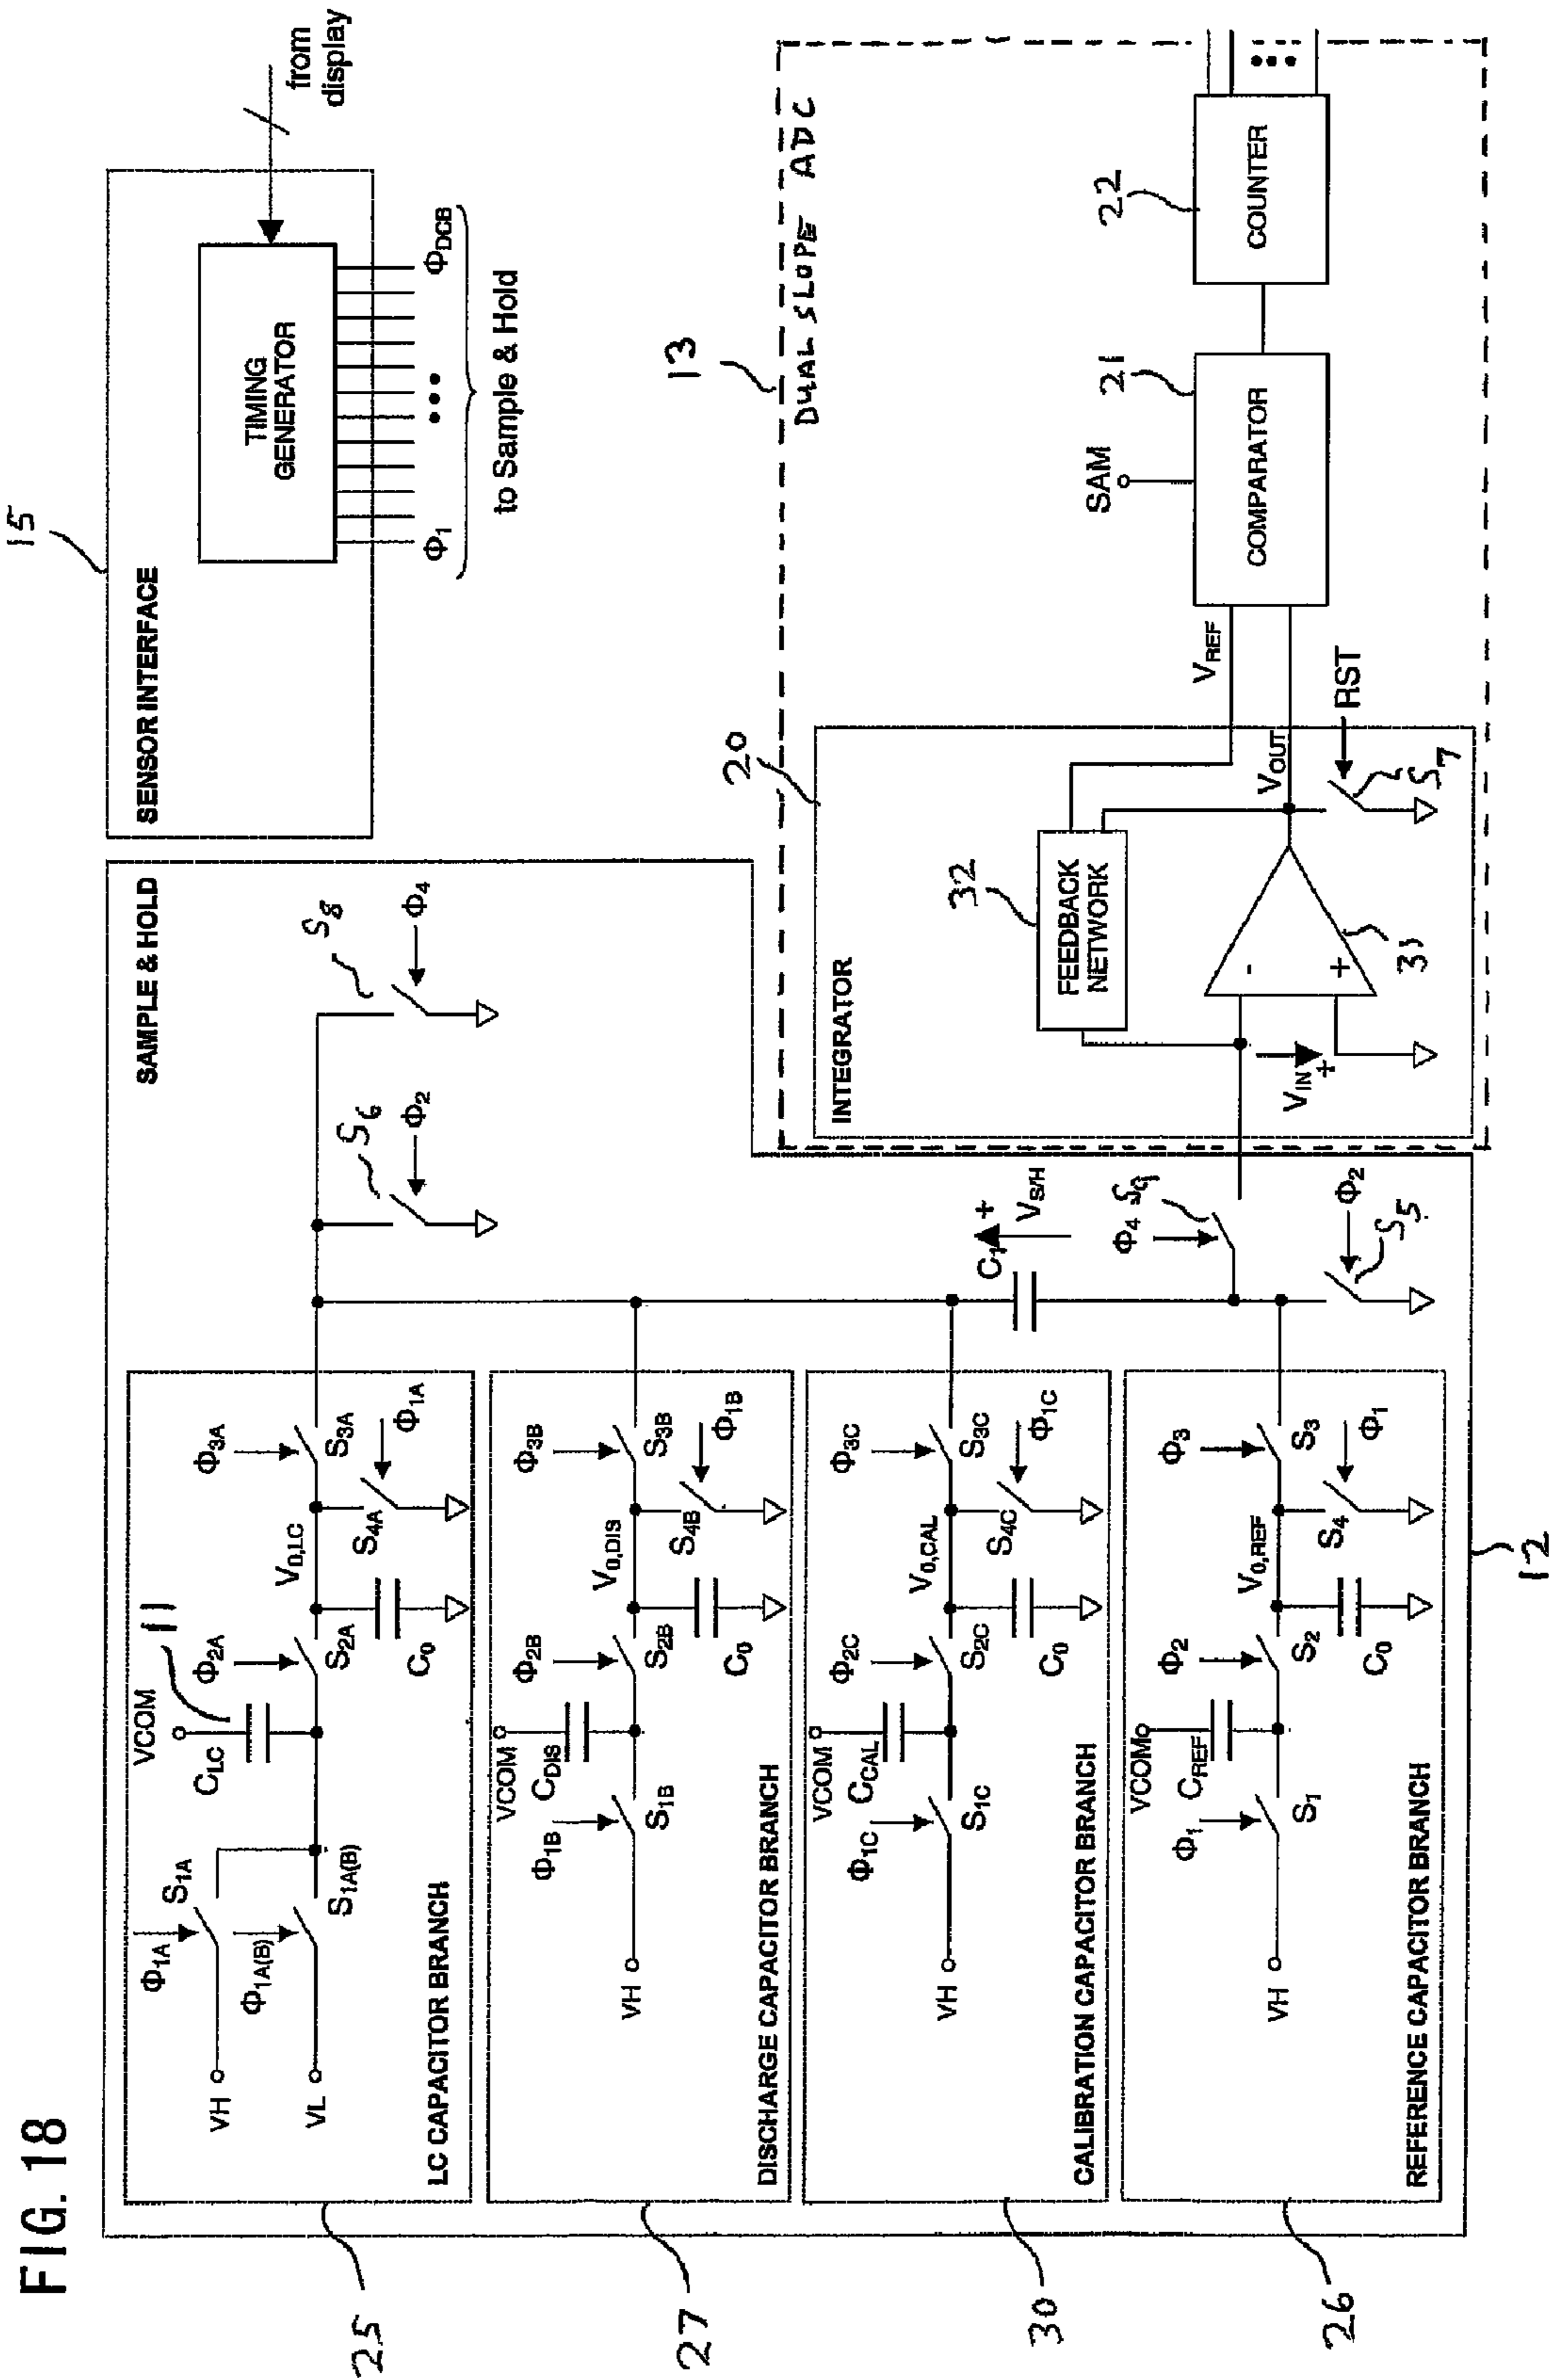 FIG. 18
SAMPLE & HOLD
12
LC CAPACITOR BRANCH
25
VH
VL
Φ1A
S1A
Φ1A(B)
S1A(B)
VCOM
CLC
11
Φ2A
S2A
C0
V0,LC
Φ3A
S3A
S4A
Φ1A
DISCHARGE CAPACITOR BRANCH
27
VH
Φ1B
S1B
VCOM
CDIS
Φ2B
S2B
C0
V0,DIS
Φ3B
S3B
S4B
Φ1B
CALIBRATION CAPACITOR BRANCH
30
VH
Φ1C
S1C
VCOM
CCAL
Φ2C
S2C
C0
V0,CAL
Φ3C
S3C
S4C
Φ1C
REFERENCE CAPACITOR BRANCH
26
VH
Φ1
S1
VCOM
CREF
Φ2
S2
C0
V0,REF
Φ3
S3
S4
Φ1
S6
Φ2
S8
Φ4
C1
+
VS/H
Φ4
S9
Φ2
S5
SENSOR INTERFACE
15
TIMING
GENERATOR
from
display
Φ1
•••
ΦDCB
to Sample & Hold
13
DUAL SLOPE ADC
INTEGRATOR
20
FEEDBACK
NETWORK
32
VIN
+
-
+
31
VOUT
VREF
RST
S7
SAM
COMPARATOR
21
COUNTER
22
•••